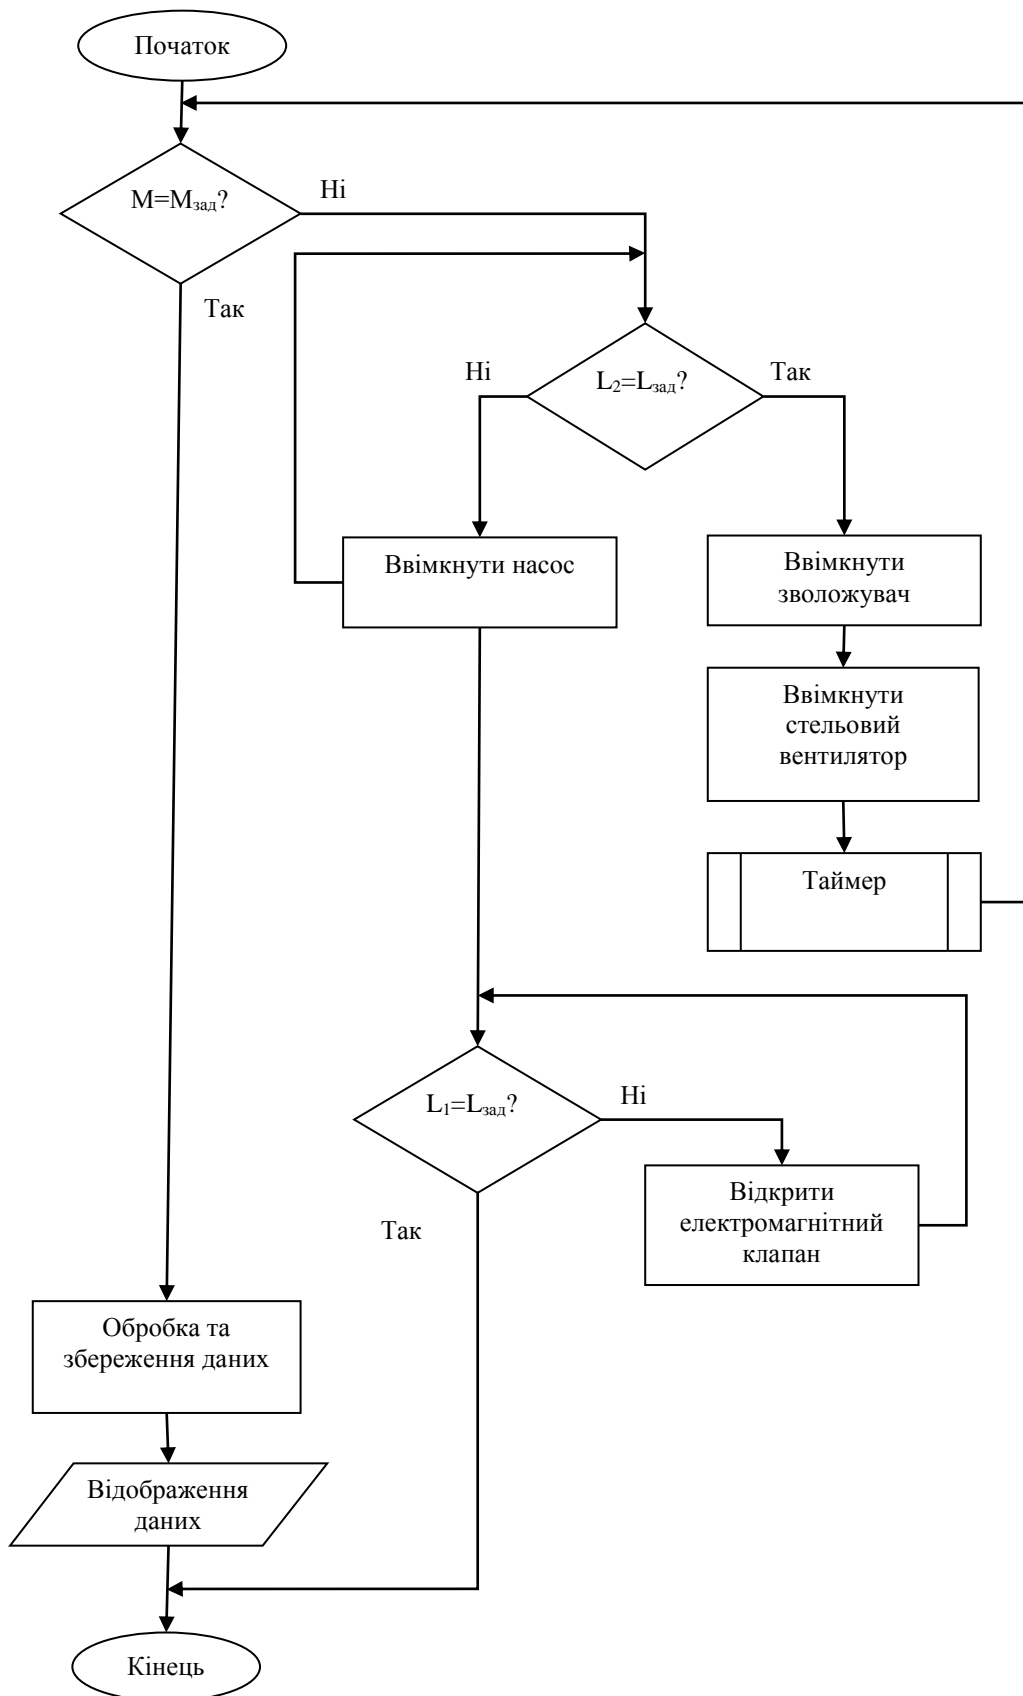 Початок
M=Mзад?
Ні
Так
L2=Lзад?
Ні
Так
Ввімкнути насос
Ввімкнути
зволожувач
Ввімкнути
стельовий
вентилятор
Таймер
L1=Lзад?
Ні
Так
Відкрити
електромагнітний
клапан
Обробка та
збереження даних
Відображення
даних
Кінець